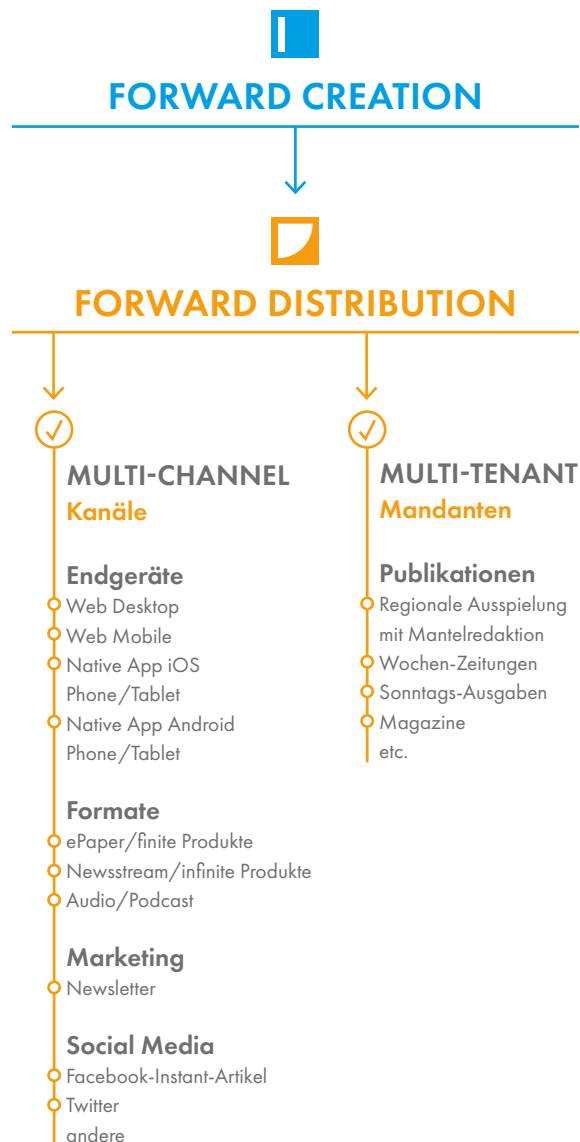 FORWARD CREATION
FORWARD DISTRIBUTION
MULTI-CHANNEL
Kanäle
Endgeräte
Web Desktop
Web Mobile
Native App iOS
Phone/Tablet
Native App Android
Phone/Tablet
Formate
ePaper/finite Produkte
Newsstream/infinite Produkte
Audio/Podcast
Marketing
Newsletter
Social Media
Facebook-Instant-Artikel
Twitter
andere
MULTI-TENANT
Mandanten
Publikationen
Regionale Ausspielung
mit Mantelredaktion
Wochen-Zeitungen
Sonntags-Ausgaben
Magazine
etc.